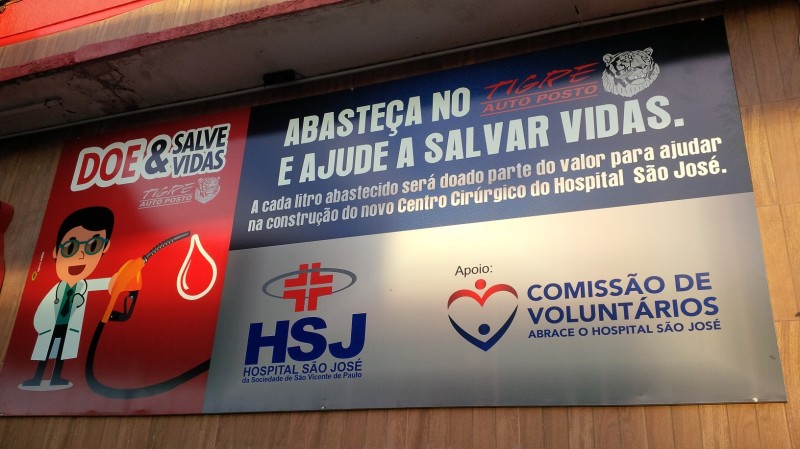 DOE & SALVE
VIDAS
TIGRE
AUTO POSTO
ABASTEÇA NO TIGRE
AUTO POSTO
E AJUDE A SALVAR VIDAS.
A cada litro abastecido será doado parte do valor para ajudar
na construção do novo Centro Cirúrgico do Hospital São José.
HSJ
HOSPITAL SÃO JOSÉ
da Sociedade de São Vicente de Paulo
Apoio:
COMISSÃO DE
VOLUNTÁRIOS
ABRACE O HOSPITAL SÃO JOSÉ